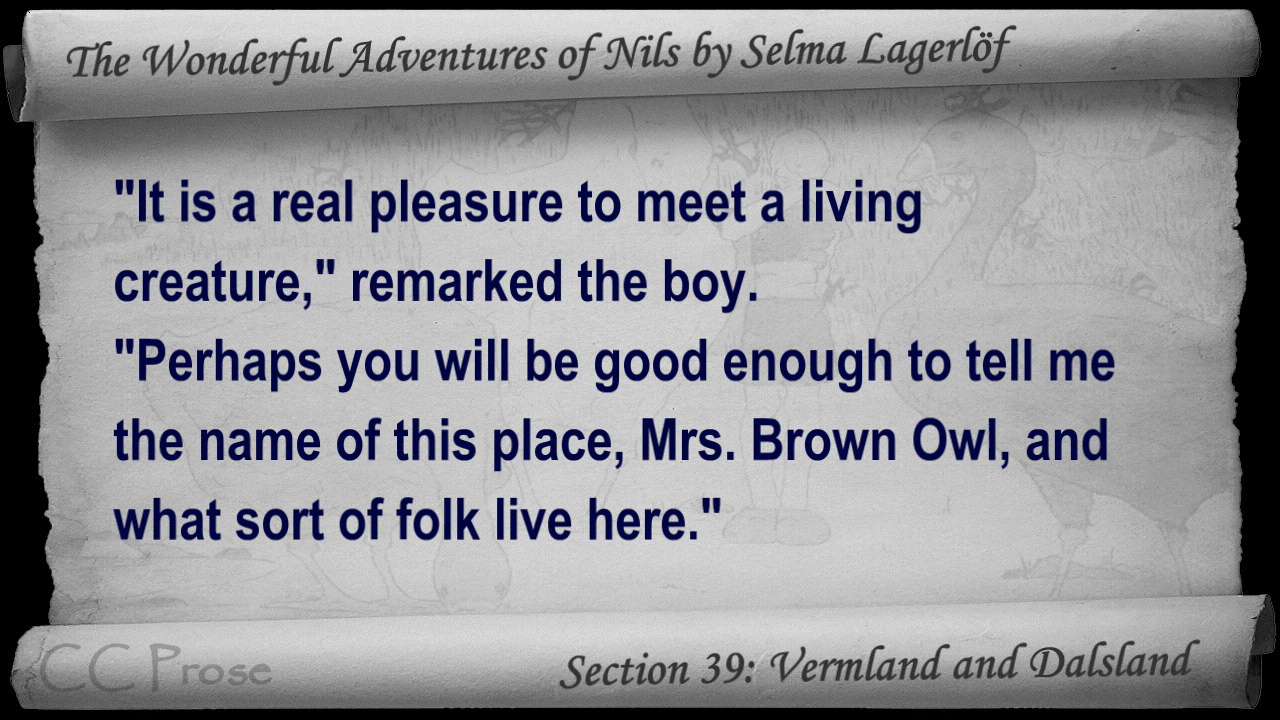 The Wonderful Adventures of Nils by Selma Lagerlöf
"It is a real pleasure to meet a living
creature," remarked the boy.
"Perhaps you will be good enough to tell me
the name of this place, Mrs. Brown Owl, and
what sort of folk live here."
CC Prose
Section 39: Vermland and Dalsland